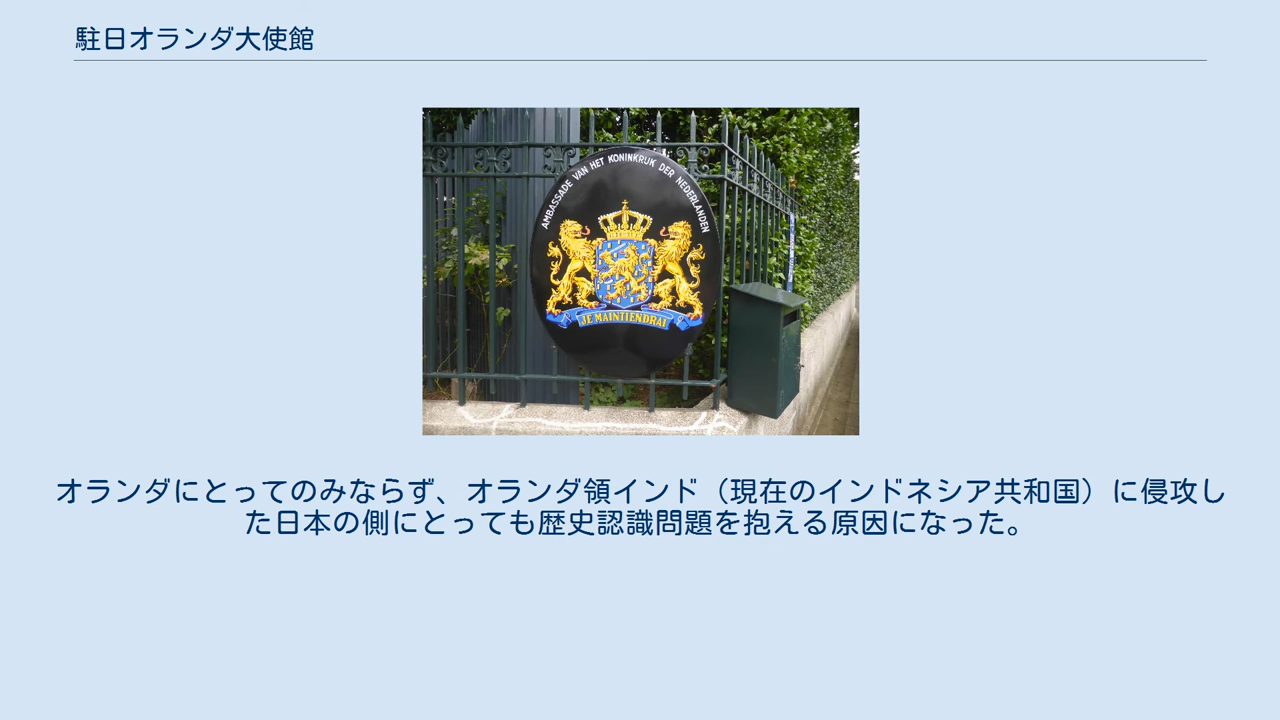 駐日オランダ大使館
AMBASSADE VAN HET KONINKRIJK DER NEDERLANDEN
JE MAINTIENDRAI
オランダにとってのみならず、オランダ領インド（現在のインドネシア共和国）に侵攻し
た日本の側にとっても歴史認識問題を抱える原因になった。